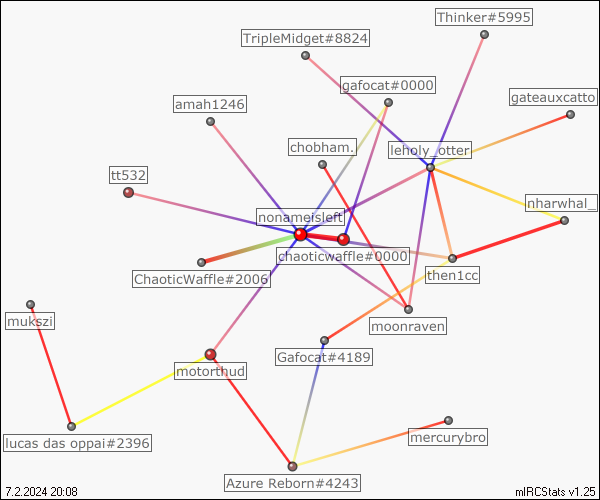 Thinker#5995
TripleMidget#8824
gafocat#0000
gateauxcatto
amah1246
chobham.
leholy_otter
tt532
nharwhal_
nonameisleft
chaoticwaffle#0000
ChaoticWaffle#2006
then1cc
mukszi
moonraven
Gafocat#4189
motorthud
lucas das oppai#2396
mercurybro
Azure Reborn#4243
7.2.2024 20:08
mIRCStats v1.25